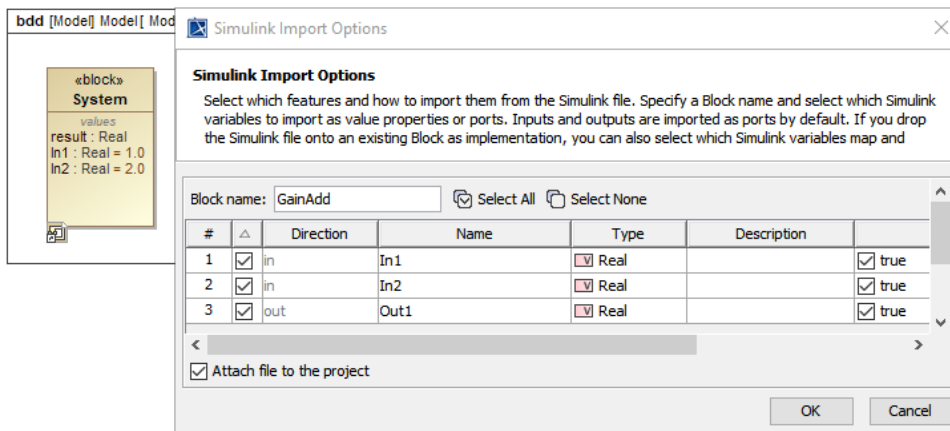 bdd [Model] Model[ Mod
«block»
System
values
result : Real
In1 : Real = 1.0
In2 : Real = 2.0
Simulink Import Options
Simulink Import Options
Select which features and how to import them from the Simulink file. Specify a Block name and select which Simulink
variables to import as value properties or ports. Inputs and outputs are imported as ports by default. If you drop
the Simulink file onto an existing Block as implementation, you can also select which Simulink variables map and
Block name: GainAdd Select All Select None
# Direction Name Type Description
1 in In1 V Real true
2 in In2 V Real true
3 out Out1 V Real true
Attach file to the project
OK Cancel